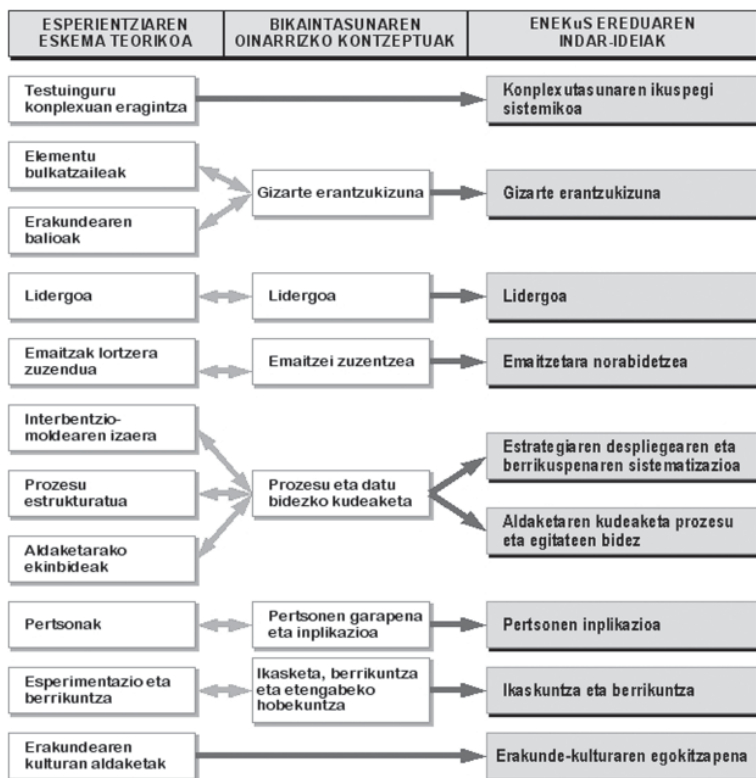 ESPERIENTZIAREN
ESKEMA TEORIKOA
BIKAINTASUNAREN
OINARRIZKO KONTZEPTUAK
ENEKuS EREDUAREN
INDAR-IDEIAK
Testuinguru
konplexuan eragintza
Konplexutasunaren ikuspegi
sistemikoa
Elementu
bulkatzaileak
Erakundearen
balioak
Gizarte erantzukizuna
Gizarte erantzukizuna
Lidergoa
Lidergoa
Lidergoa
Emaitzak lortzera
zuzendua
Emaitzei zuzentzea
Emaitzetara norabidetzea
Interbentzio-
moldearen izaera
Prozesu
estrukturatua
Aldaketarako
ekinbideak
Prozesu eta datu
bidezko kudeaketa
Estrategiaren despliegearen eta
berrikuspenaren sistematizazioa
Aldaketaren kudeaketa prozesu
eta egitateen bidez
Pertsonak
Pertsonen garapena
eta inplikazioa
Pertsonen inplikazioa
Esperimentazio eta
berrikuntza
Ikasketa, berrikuntza
eta etengabeko
hobekuntza
Ikaskuntza eta berrikuntza
Erakundearen
kulturan aldaketak
Erakunde-kulturaren egokitzapena